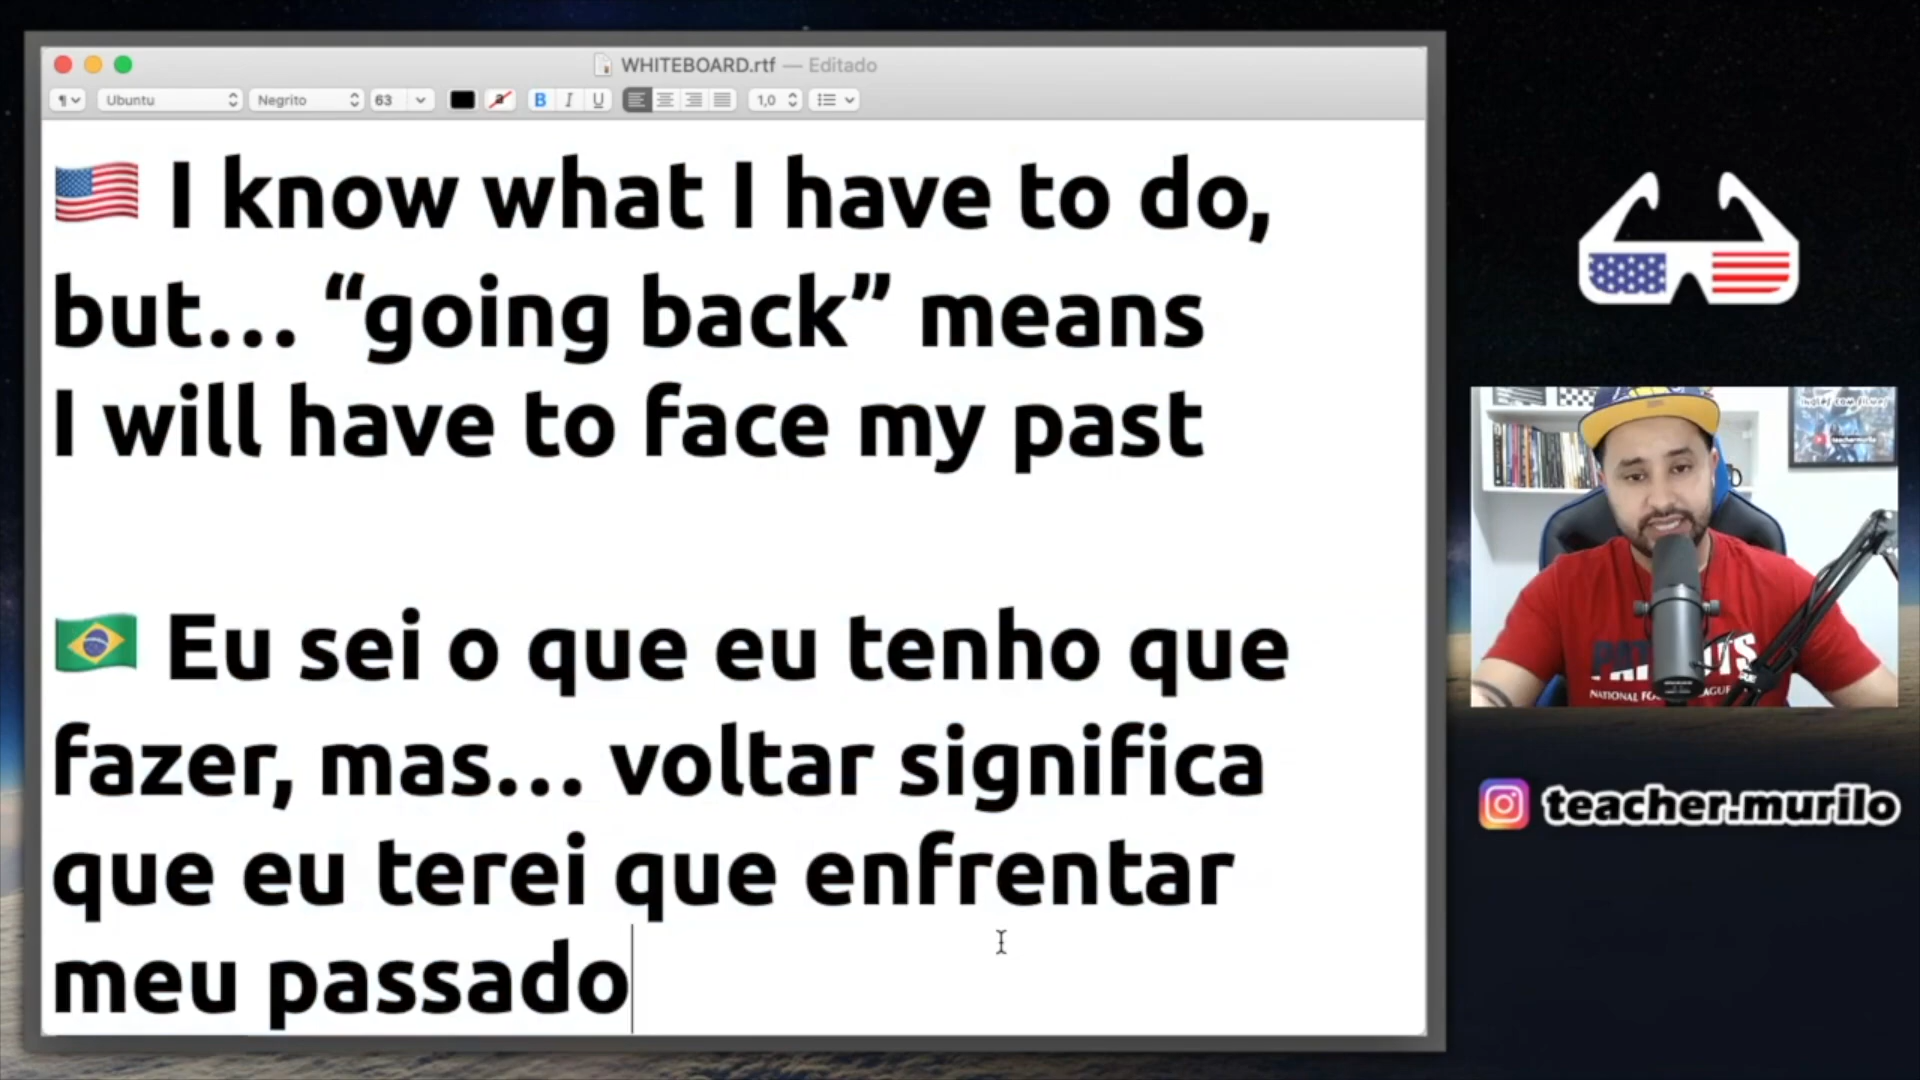 WHITEBOARD.rtf — Editado
Ubuntu Negrito 63 B I U 1,0
I know what I have to do,
but... “going back” means
I will have to face my past
Eu sei o que eu tenho que
fazer, mas... voltar significa
que eu terei que enfrentar
meu passado
teacher.murilo